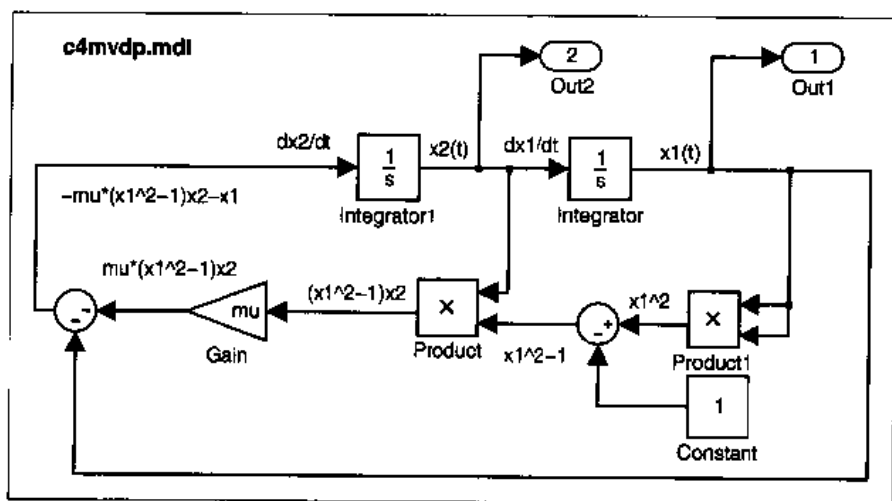 c4mvdp.mdl
2
Out2
1
Out1
dx2/dt
1
s
x2(t)
dx1/dt
1
s
x1(t)
−mu*(x1^2−1)x2−x1
Integrator1
Integrator
mu*(x1^2−1)x2
mu
Gain
(x1^2−1)x2
×
Product
x1^2−1
− +
−
x1^2
×
Product1
−
−
1
Constant